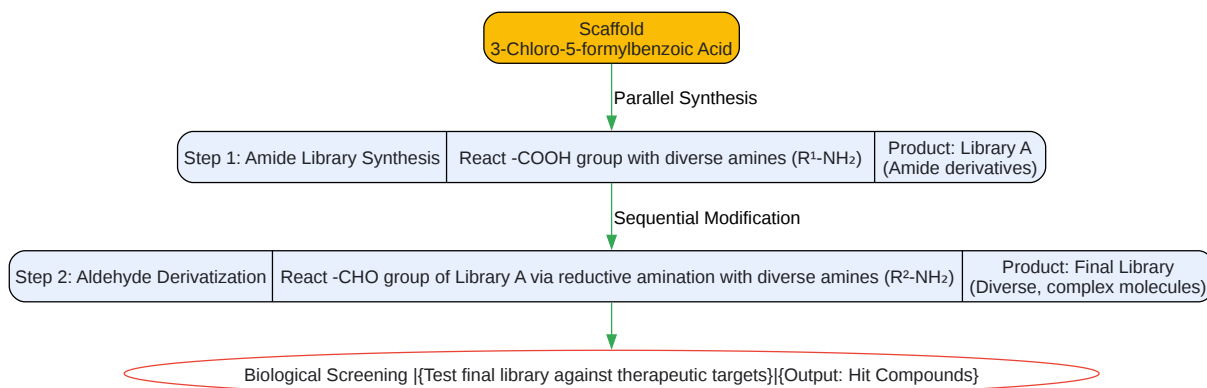 Scaffold
3-Chloro-5-formylbenzoic Acid
Parallel Synthesis
Step 1: Amide Library Synthesis
React -COOH group with diverse amines (R¹-NH₂)
Product: Library A
(Amide derivatives)
Sequential Modification
Step 2: Aldehyde Derivatization
React -CHO group of Library A via reductive amination with diverse amines (R²-NH₂)
Product: Final Library
(Diverse, complex molecules)
Biological Screening |{Test final library against therapeutic targets}|{Output: Hit Compounds}